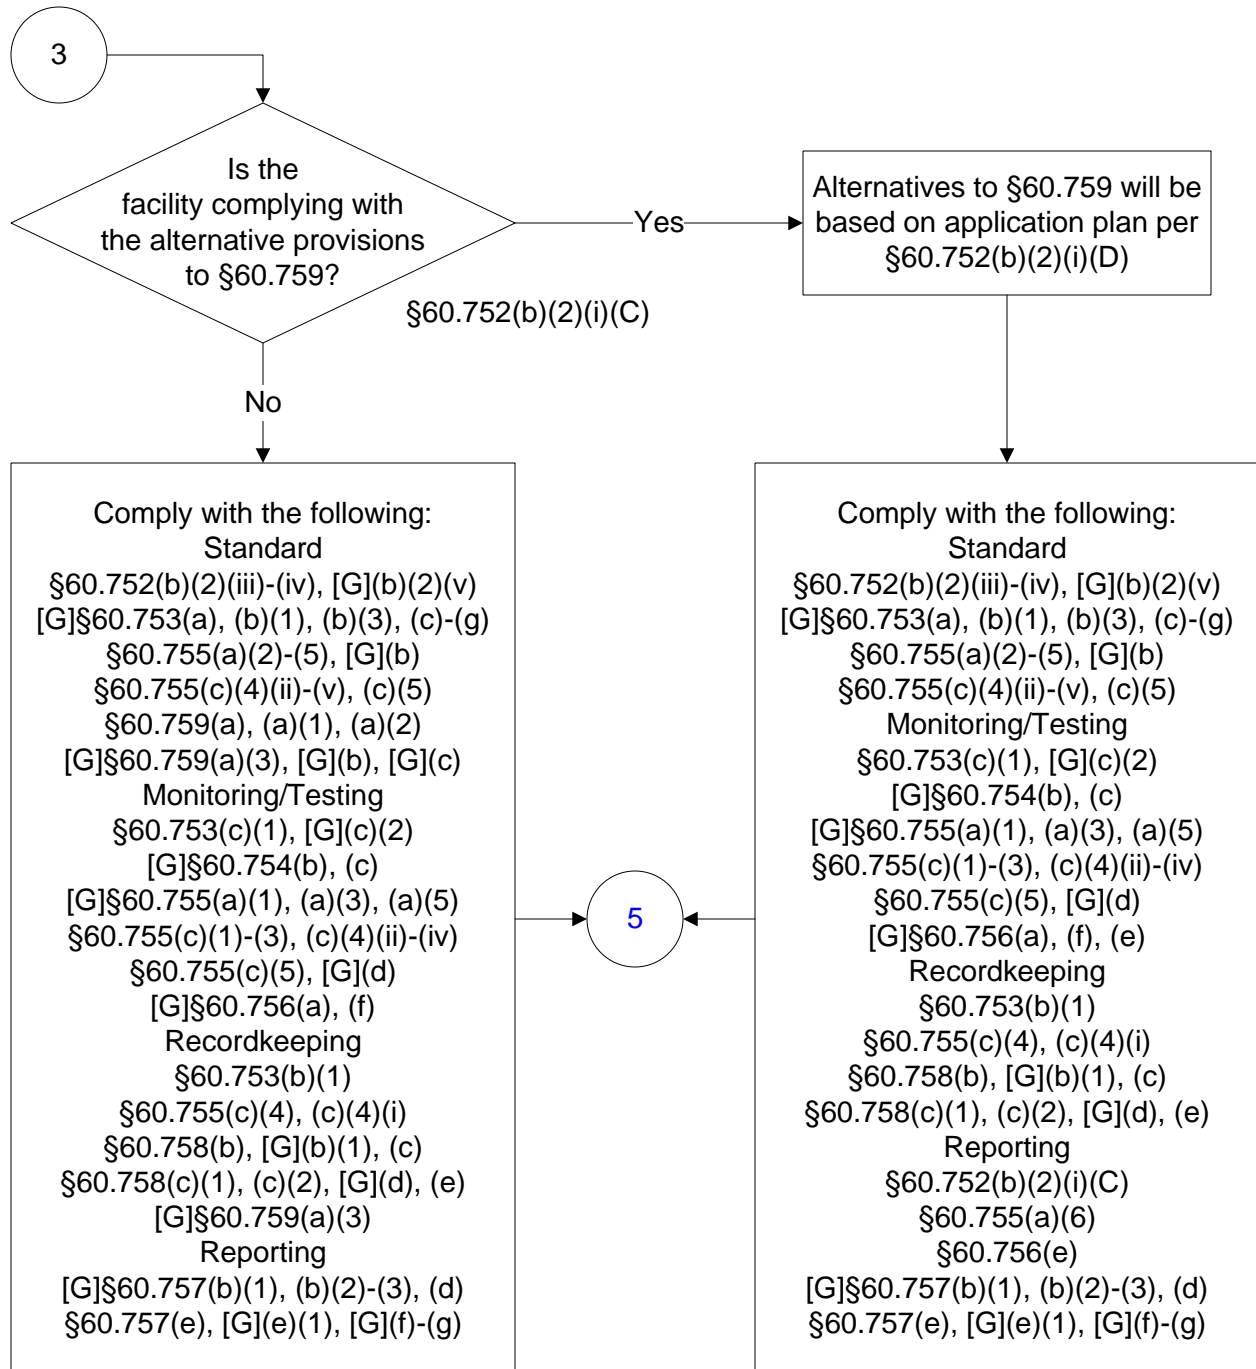 3
Is the
facility complying with
the alternative provisions
to §60.759?
Yes
Alternatives to §60.759 will be
based on application plan per
§60.752(b)(2)(i)(D)
§60.752(b)(2)(i)(C)
No
Comply with the following:
Standard
§60.752(b)(2)(iii)-(iv), [G](b)(2)(v)
[G]§60.753(a), (b)(1), (b)(3), (c)-(g)
§60.755(a)(2)-(5), [G](b)
§60.755(c)(4)(ii)-(v), (c)(5)
§60.759(a), (a)(1), (a)(2)
[G]§60.759(a)(3), [G](b), [G](c)
Monitoring/Testing
§60.753(c)(1), [G](c)(2)
[G]§60.754(b), (c)
[G]§60.755(a)(1), (a)(3), (a)(5)
§60.755(c)(1)-(3), (c)(4)(ii)-(iv)
§60.755(c)(5), [G](d)
[G]§60.756(a), (f)
Recordkeeping
§60.753(b)(1)
§60.755(c)(4), (c)(4)(i)
§60.758(b), [G](b)(1), (c)
§60.758(c)(1), (c)(2), [G](d), (e)
[G]§60.759(a)(3)
Reporting
[G]§60.757(b)(1), (b)(2)-(3), (d)
§60.757(e), [G](e)(1), [G](f)-(g)
5
Comply with the following:
Standard
§60.752(b)(2)(iii)-(iv), [G](b)(2)(v)
[G]§60.753(a), (b)(1), (b)(3), (c)-(g)
§60.755(a)(2)-(5), [G](b)
§60.755(c)(4)(ii)-(v), (c)(5)
Monitoring/Testing
§60.753(c)(1), [G](c)(2)
[G]§60.754(b), (c)
[G]§60.755(a)(1), (a)(3), (a)(5)
§60.755(c)(1)-(3), (c)(4)(ii)-(iv)
§60.755(c)(5), [G](d)
[G]§60.756(a), (f), (e)
Recordkeeping
§60.753(b)(1)
§60.755(c)(4), (c)(4)(i)
§60.758(b), [G](b)(1), (c)
§60.758(c)(1), (c)(2), [G](d), (e)
Reporting
§60.752(b)(2)(i)(C)
§60.755(a)(6)
§60.756(e)
[G]§60.757(b)(1), (b)(2)-(3), (d)
§60.757(e), [G](e)(1), [G](f)-(g)